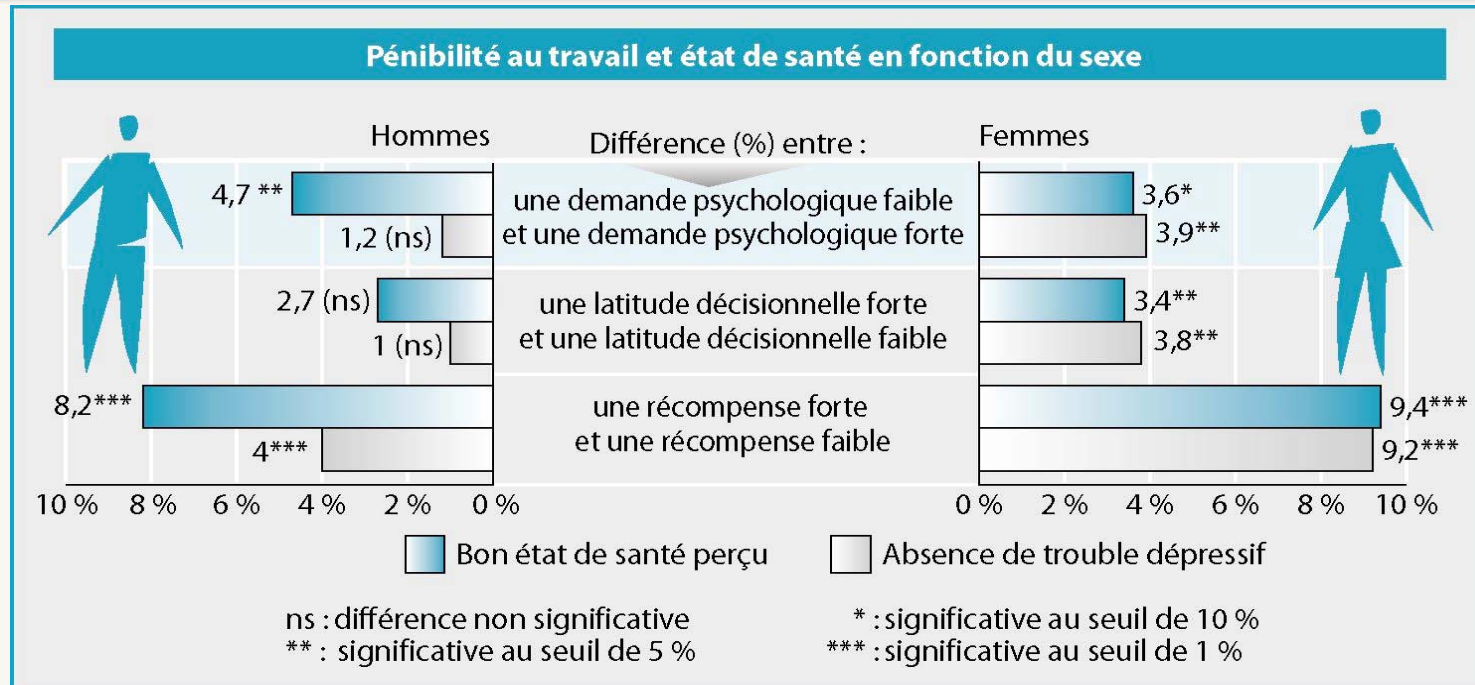 Pénibilité au travail et état de santé en fonction du sexe
Hommes
Différence (%) entre :
Femmes
4,7 **
1,2 (ns)
une demande psychologique faible
et une demande psychologique forte
3,6*
3,9**
2,7 (ns)
1 (ns)
une latitude décisionnelle forte
et une latitude décisionnelle faible
3,4**
3,8**
8,2***
4***
une récompense forte
et une récompense faible
9,4***
9,2***
10 % 8 % 6 % 4 % 2 % 0 %
0 % 2 % 4 % 6 % 8 % 10 %
Bon état de santé perçu
Absence de trouble dépressif
ns : différence non significative
* : significative au seuil de 10 %
** : significative au seuil de 5 %
*** : significative au seuil de 1 %